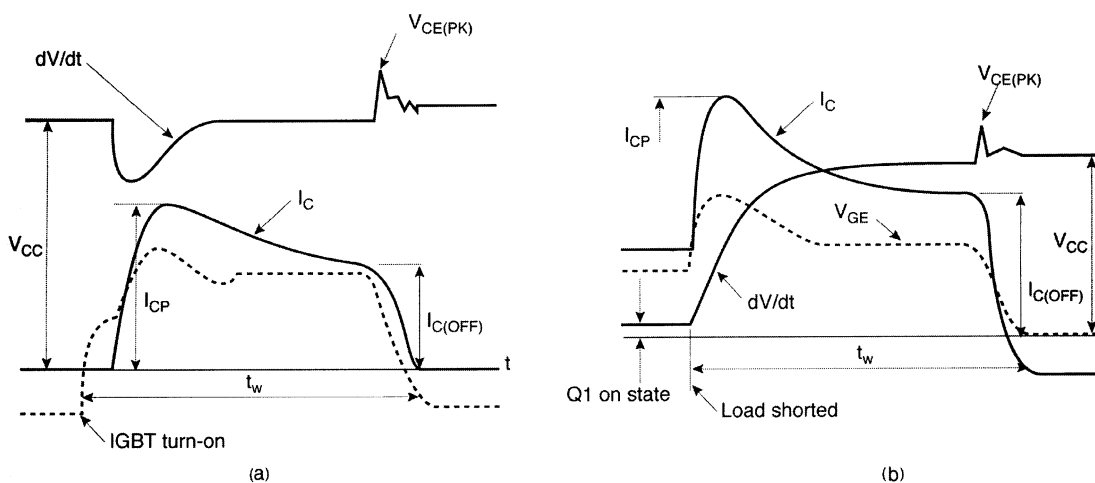 V_CE(PK)
dV/dt
I_C
V_CC
I_CP
I_C(OFF)
t
t_w
IGBT turn-on
(a)
V_CE(PK)
I_C
I_CP
V_GE
V_CC
dV/dt
I_C(OFF)
t_w
Q1 on state
Load shorted
(b)